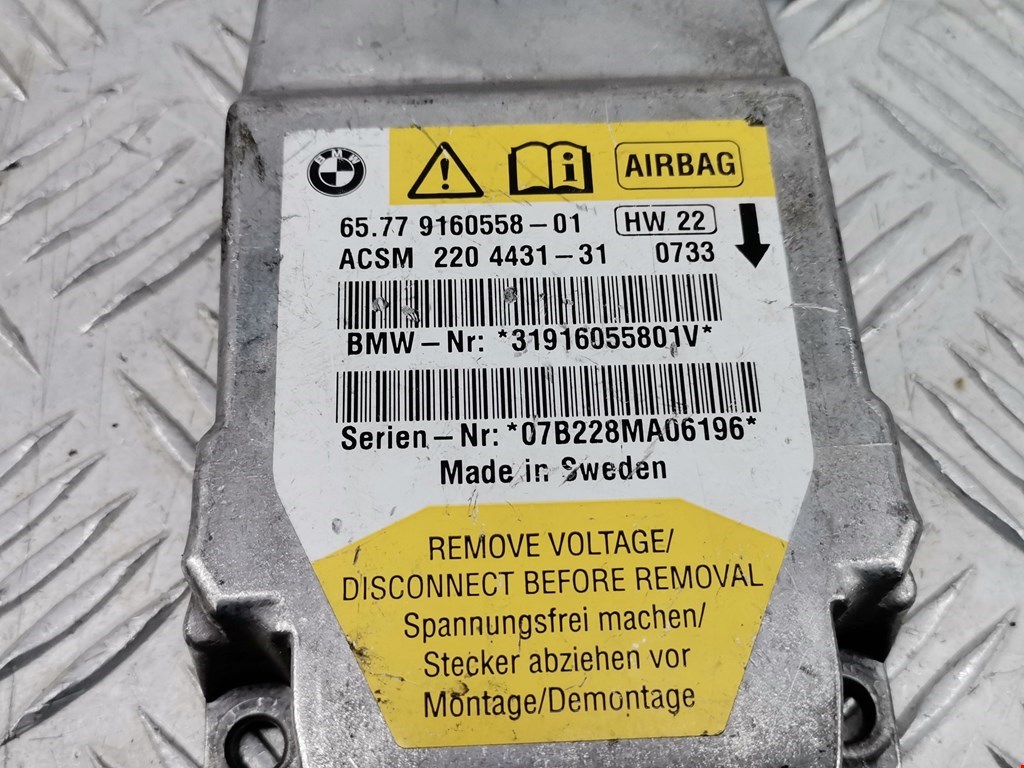 BMW
AIRBAG
65.77 9160558-01 HW 22
ACSM 220 4431-31 0733
BMW-Nr: *31916055801V*
Serien-Nr: *07B228MA06196*
Made in Sweden
REMOVE VOLTAGE/
DISCONNECT BEFORE REMOVAL
Spannungsfrei machen/
Stecker abziehen vor
Montage/Demontage